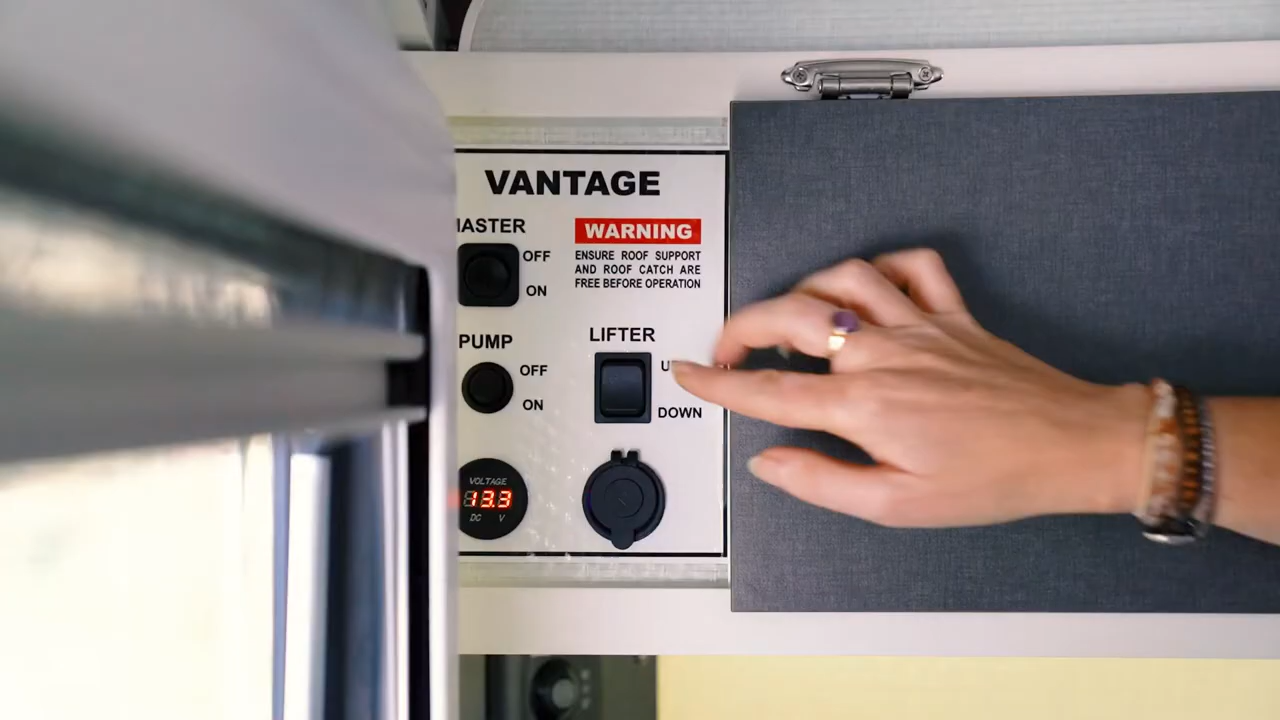 VANTAGE
MASTER
OFF
ON
WARNING
ENSURE ROOF SUPPORT
AND ROOF CATCH ARE
FREE BEFORE OPERATION
PUMP
OFF
ON
LIFTER
DOWN
VOLTAGE
13.3
DC V